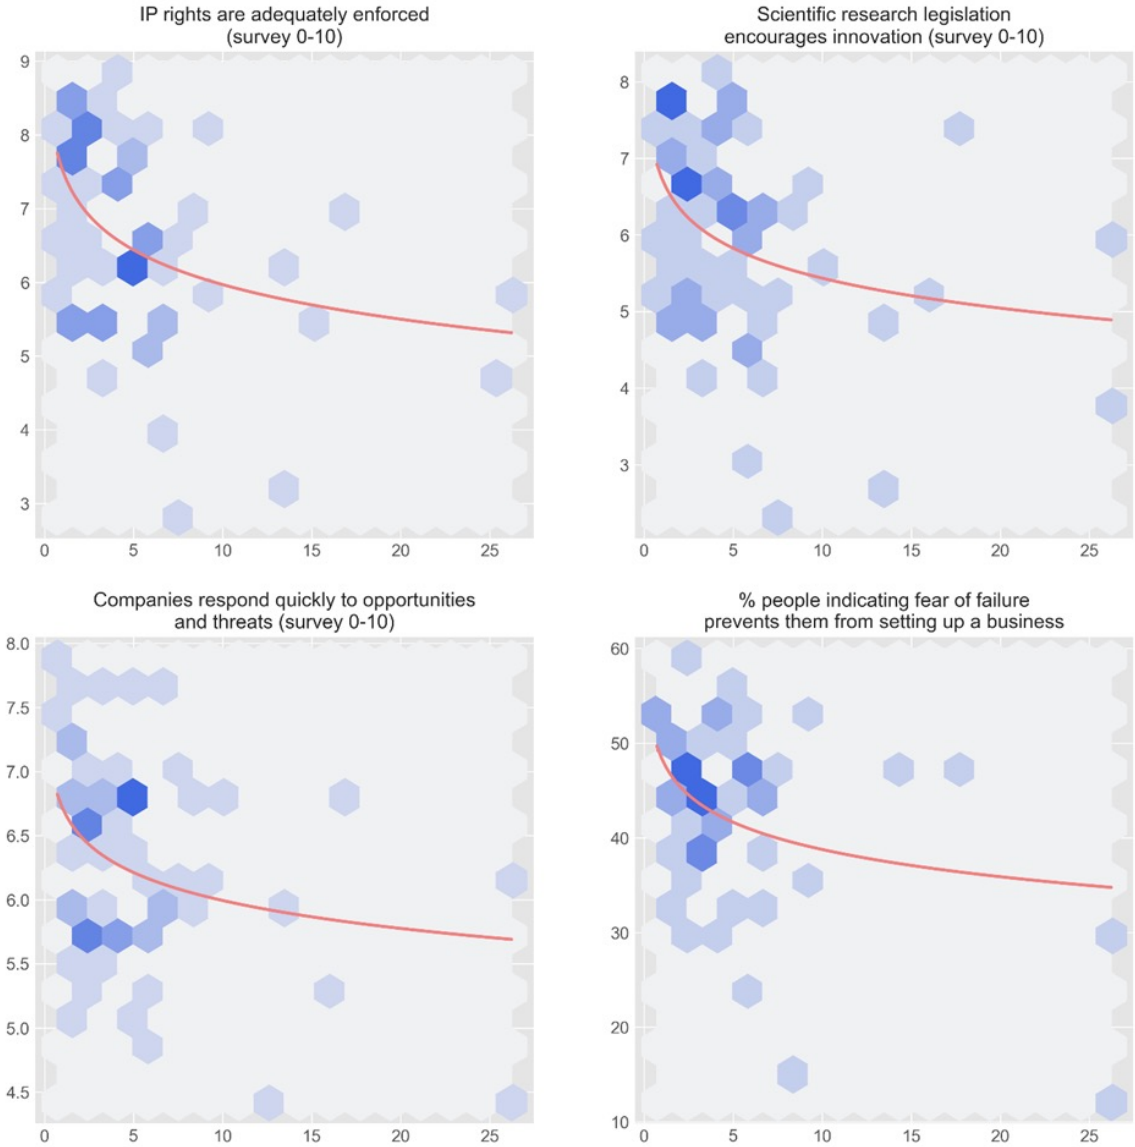 IP rights are adequately enforced
(survey 0-10)
9
8
7
6
5
4
3
0 5 10 15 20 25
Scientific research legislation
encourages innovation (survey 0-10)
8
7
6
5
4
3
0 5 10 15 20 25
Companies respond quickly to opportunities
and threats (survey 0-10)
8.0
7.5
7.0
6.5
6.0
5.5
5.0
4.5
0 5 10 15 20 25
% people indicating fear of failure
prevents them from setting up a business
60
50
40
30
20
10
0 5 10 15 20 25